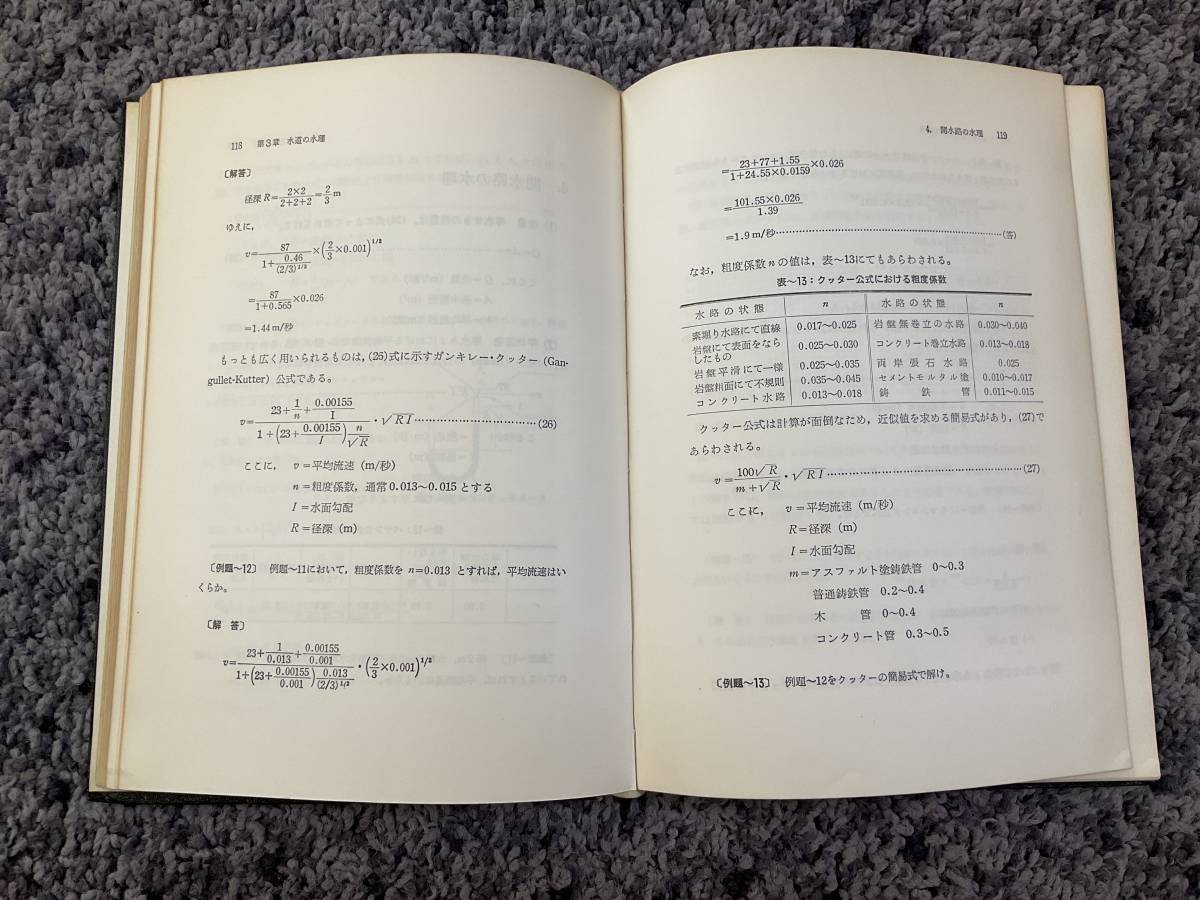 118 第3章 水道の水理
〔解答〕
径深 R=2×2/2+2+2=2/3 m
ゆえに,
v=87/1+0.46/(2/3)^1/2×(2/3×0.001)^1/2
=87/1+0.565×0.026
=1.44m/秒
もっとも広く用いられるものは，(26)式に示すガンキレー・クッター (Gan-
gullet-Kutter) 公式である。
v=23+1/n+0.00155/I / 1+(23+0.00155/I)n/√R・√RI……………………………(26)
ここに， v=平均流速（m/秒）
n=粗度係数，通常0.013～0.015とする
I=水面勾配
R=径深（m）
〔例題～12〕 例題～11において，粗度係数を n=0.013 とすれば，平均流速はい
くらか。
〔解 答〕
v=23+1/0.013+0.00155/0.001 / 1+(23+0.00155/0.001)0.013/(2/3)^1/2・(2/3×0.001)^1/2
4. 開水路の水理 119
=23+77+1.55/1+24.55×0.0159×0.026
=101.55×0.026/1.39
=1.9m/秒……………………………………………………(答)
なお，粗度係数nの値は，表～13にてもあらわされる。
表～13：クッター公式における粗度係数
水路の状態 n 水路の状態 n
素堀り水路にて直線 0.017～0.025 岩盤無巻立の水路 0.030～0.040
岩盤にて表面をなら
したもの 0.025～0.030 コンクリート巻立水路 0.013～0.018
岩盤平滑にて一様 0.025～0.035 両岸張石水路 0.025
岩盤粗面にて不規則 0.035～0.045 セメントモルタル塗 0.010～0.017
コンクリート水路 0.013～0.018 鋳鉄管 0.011～0.015
クッター公式は計算が面倒なため，近似値を求める簡易式があり，(27)で
あらわされる。
v=100√R/m+√R・√RI……………………………………………(27)
ここに， v=平均流速（m/秒）
R=径深（m）
I=水面勾配
m=アスファルト塗鋳鉄管 0～0.3
普通鋳鉄管 0.2～0.4
木 管 0～0.4
コンクリート管 0.3～0.5
〔例題～13〕 例題～12をクッターの簡易式で解け。